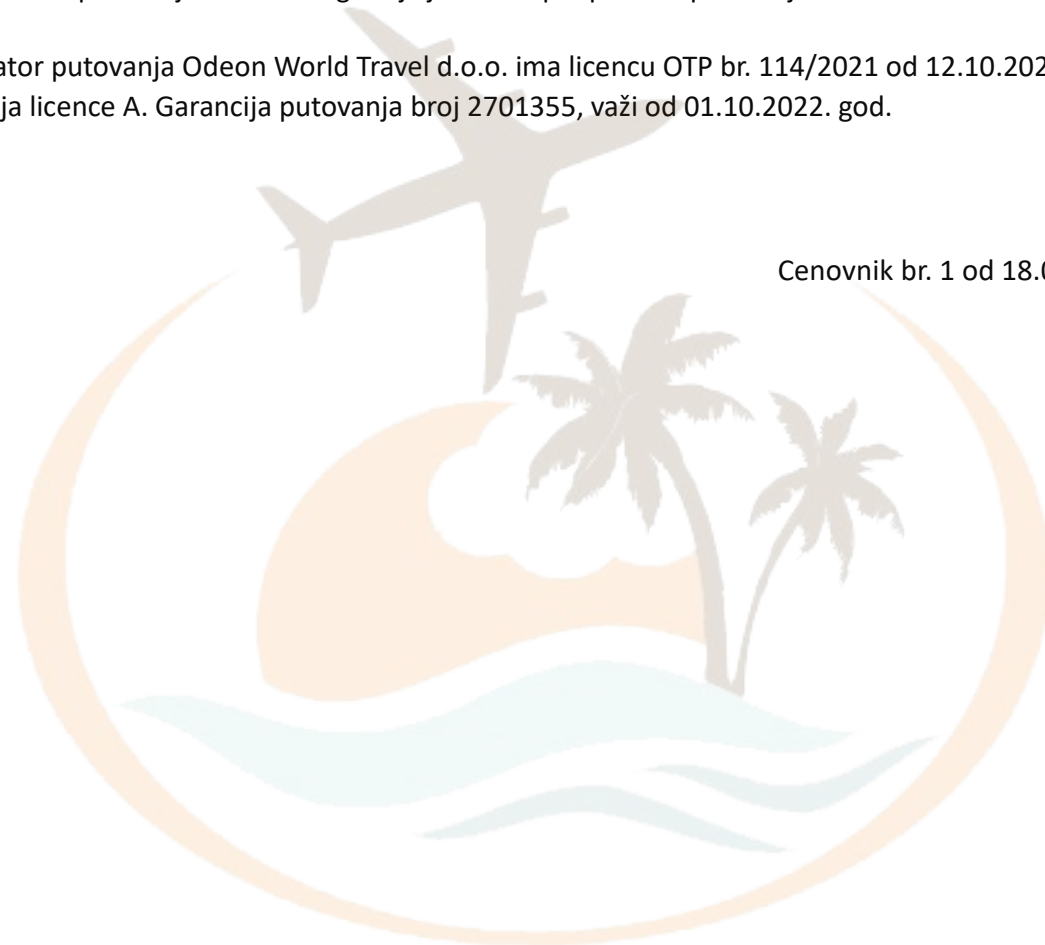 ator putovanja Odeon World Travel d.o.o. ima licencu OTP br. 114/2021 od 12.10.202
ja licence A. Garancija putovanja broj 2701355, važi od 01.10.2022. god.
Cenovnik br. 1 od 18.0